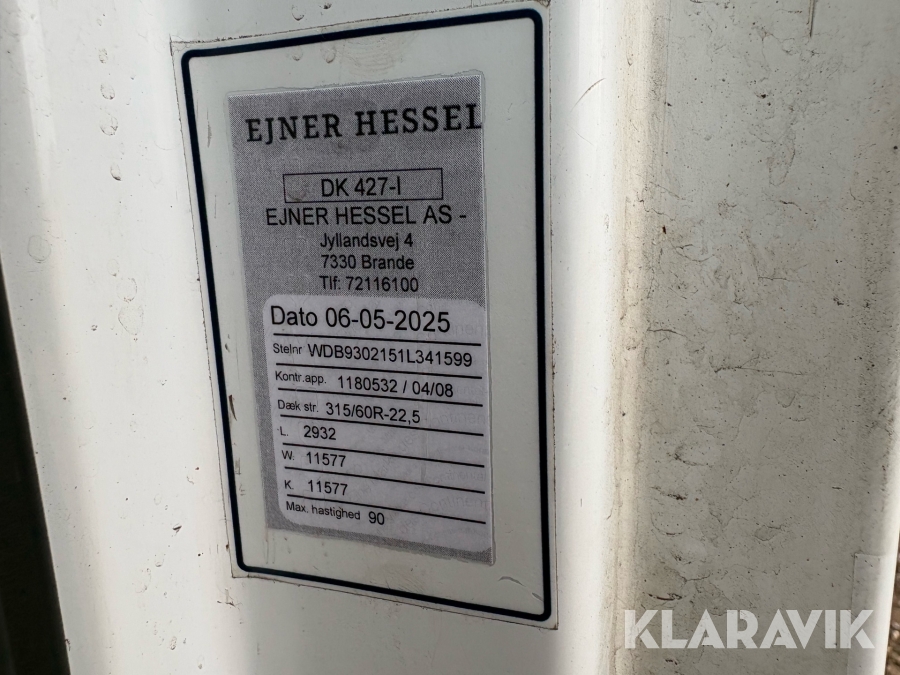 EJNER HESSEL
DK 427-I
EJNER HESSEL AS -
Jyllandsvej 4
7330 Brande
Tlf: 72116100
Dato 06-05-2025
Stelnr WDB9302151L341599
Kontr.app. 1180532 / 04/08
Dæk str. 315/60R-22,5
L. 2932
W. 11577
K. 11577
Max. hastighed 90
KLARAVIK